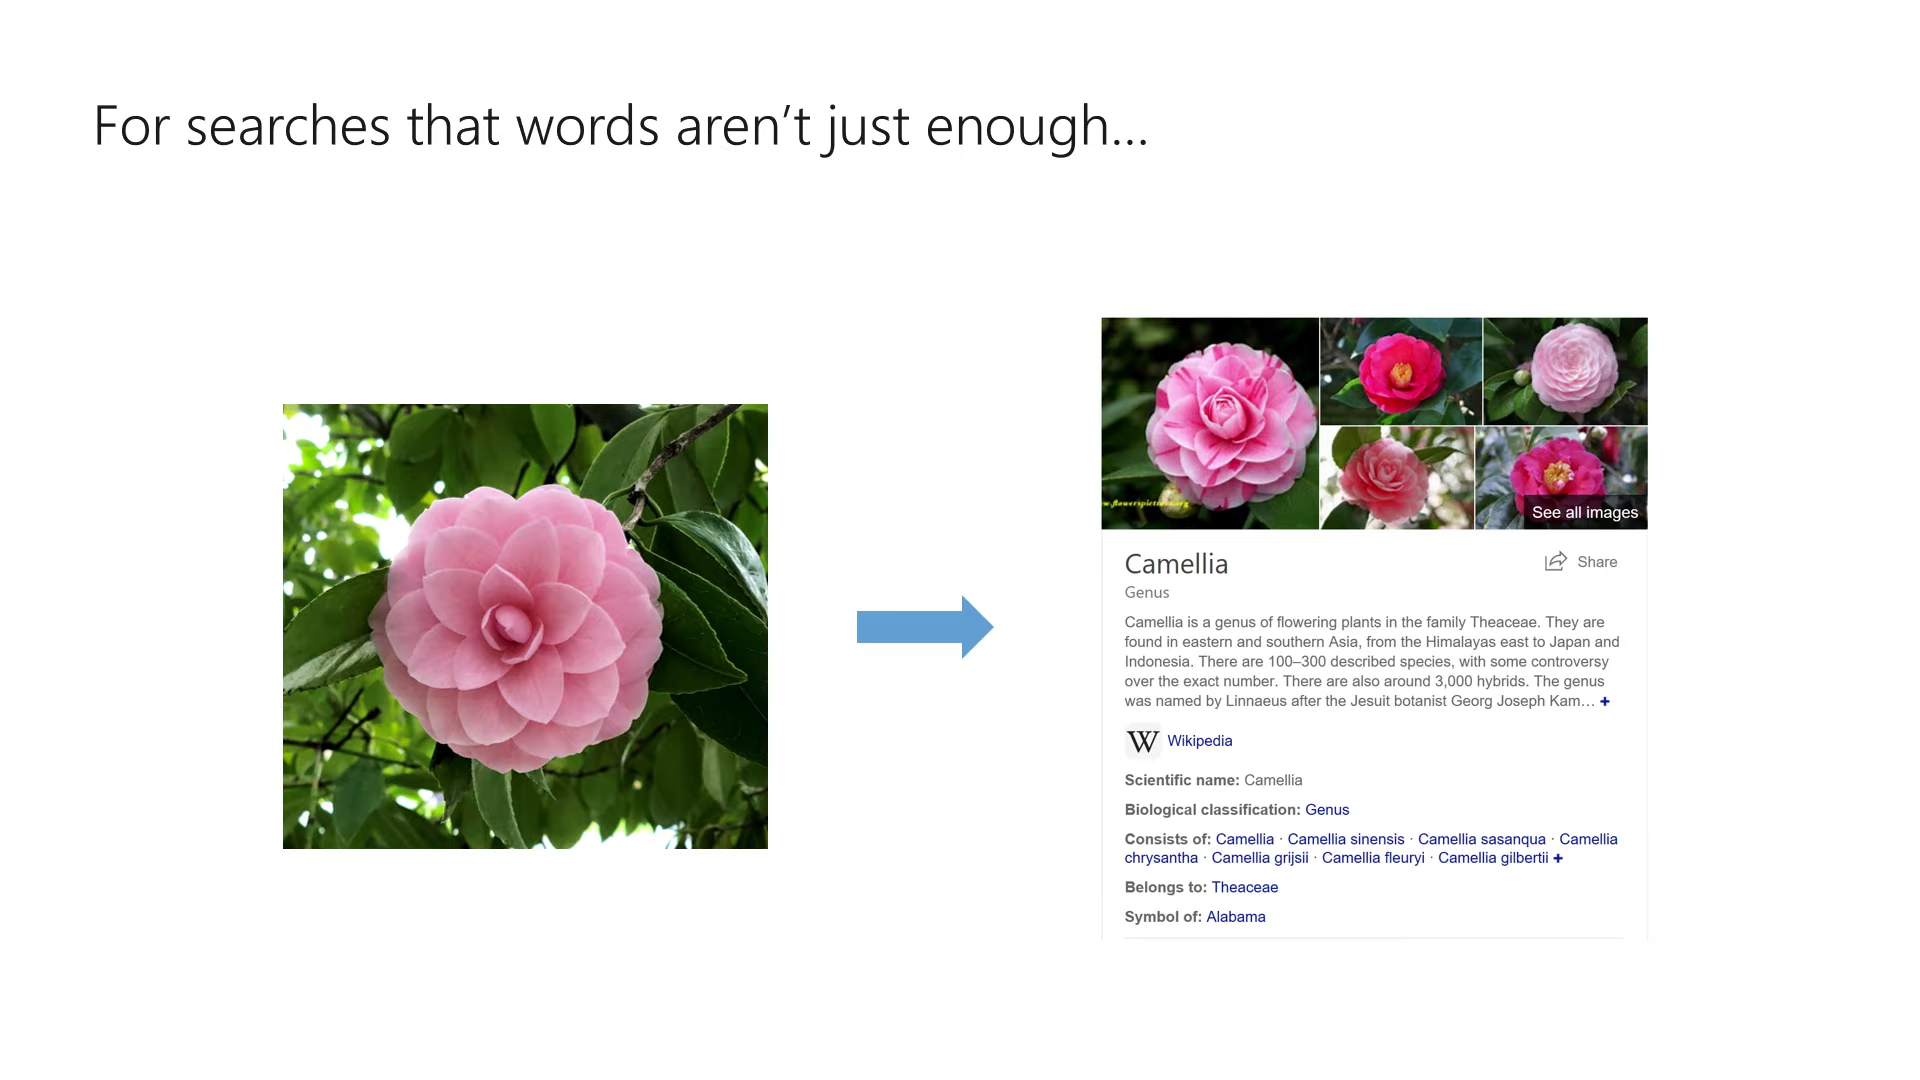 For searches that words aren’t just enough...
w.flowerspictures.org
See all images
Camellia
Share
Genus
Camellia is a genus of flowering plants in the family Theaceae. They are
found in eastern and southern Asia, from the Himalayas east to Japan and
Indonesia. There are 100–300 described species, with some controversy
over the exact number. There are also around 3,000 hybrids. The genus
was named by Linnaeus after the Jesuit botanist Georg Joseph Kam... +
W Wikipedia
Scientific name: Camellia
Biological classification: Genus
Consists of: Camellia · Camellia sinensis · Camellia sasanqua · Camellia
chrysantha · Camellia grijsii · Camellia fleuryi · Camellia gilbertii +
Belongs to: Theaceae
Symbol of: Alabama